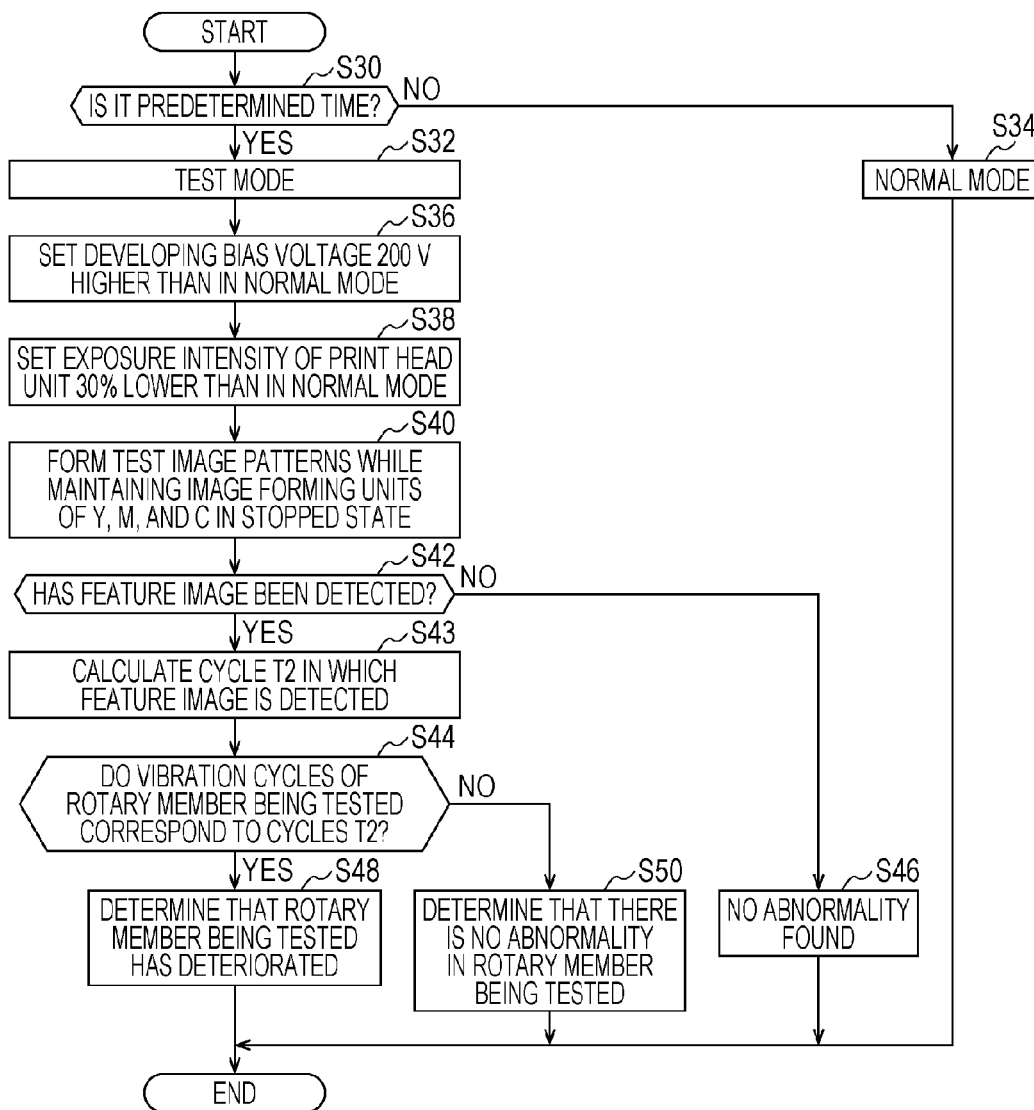 START
S30
IS IT PREDETERMINED TIME?
NO
YES
S32
S34
TEST MODE
NORMAL MODE
S36
SET DEVELOPING BIAS VOLTAGE 200 V
HIGHER THAN IN NORMAL MODE
S38
SET EXPOSURE INTENSITY OF PRINT HEAD
UNIT 30% LOWER THAN IN NORMAL MODE
S40
FORM TEST IMAGE PATTERNS WHILE
MAINTAINING IMAGE FORMING UNITS
OF Y, M, AND C IN STOPPED STATE
S42
HAS FEATURE IMAGE BEEN DETECTED?
NO
YES
S43
CALCULATE CYCLE T2 IN WHICH
FEATURE IMAGE IS DETECTED
S44
DO VIBRATION CYCLES OF
ROTARY MEMBER BEING TESTED
CORRESPOND TO CYCLES T2?
NO
YES
S48
DETERMINE THAT ROTARY
MEMBER BEING TESTED
HAS DETERIORATED
S50
DETERMINE THAT THERE
IS NO ABNORMALITY
IN ROTARY MEMBER
BEING TESTED
S46
NO ABNORMALITY
FOUND
END